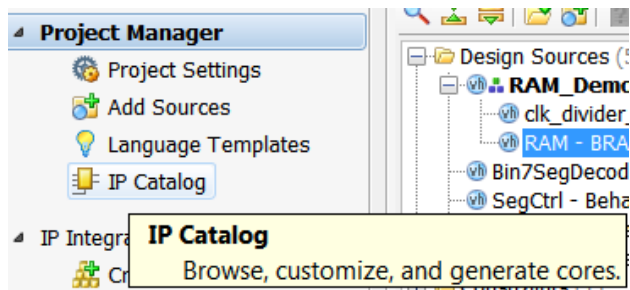 Project Manager
Project Settings
Add Sources
Language Templates
IP Catalog
IP Integra
Design Sources (5
RAM_Demo
clk_divider_
RAM - BRA
Bin7SegDecod
SegCtrl - Beha
IP Catalog
Browse, customize, and generate cores.